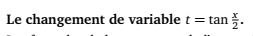 Le changement de variable t = tan x/2.